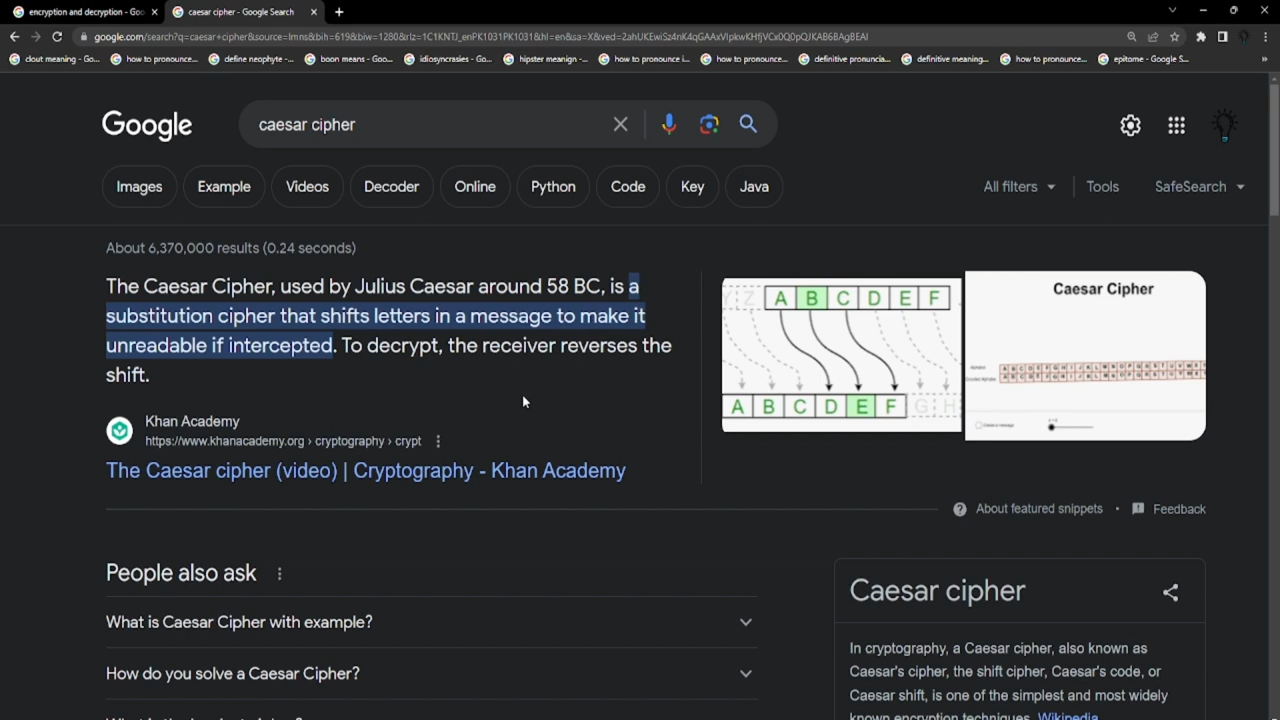 encryption and decryption - Goo
caesar cipher - Google Search
google.com/search?q=caesar+cipher&source=lmns&bih=619&biw=1280&rlz=1C1KNTJ_enPK1031PK1031&hl=en&sa=X&ved=2ahUKEwiSz4nK4qGAAxVlpkwKHfjVCx0Q0pQJKAB6BAgBEAI
clout meaning - Go...
how to pronounce...
define neophyte -...
boon means - Goo...
idiosyncrasies - Go...
hipster meanign -...
how to pronounce i...
how to pronounce...
definitive pronuncia...
definitive meaning...
how to pronounce...
epitome - Google S...
Google
caesar cipher
Images
Example
Videos
Decoder
Online
Python
Code
Key
Java
All filters
Tools
SafeSearch
About 6,370,000 results (0.24 seconds)
The Caesar Cipher, used by Julius Caesar around 58 BC, is a
substitution cipher that shifts letters in a message to make it
unreadable if intercepted. To decrypt, the receiver reverses the
shift.
Y Z A B C D E F
A B C D E F G H
Caesar Cipher
Khan Academy
https://www.khanacademy.org › cryptography › crypt
The Caesar cipher (video) | Cryptography - Khan Academy
About featured snippets • Feedback
People also ask
What is Caesar Cipher with example?
How do you solve a Caesar Cipher?
Caesar cipher
In cryptography, a Caesar cipher, also known as
Caesar's cipher, the shift cipher, Caesar's code, or
Caesar shift, is one of the simplest and most widely
known encryption techniques. Wikipedia